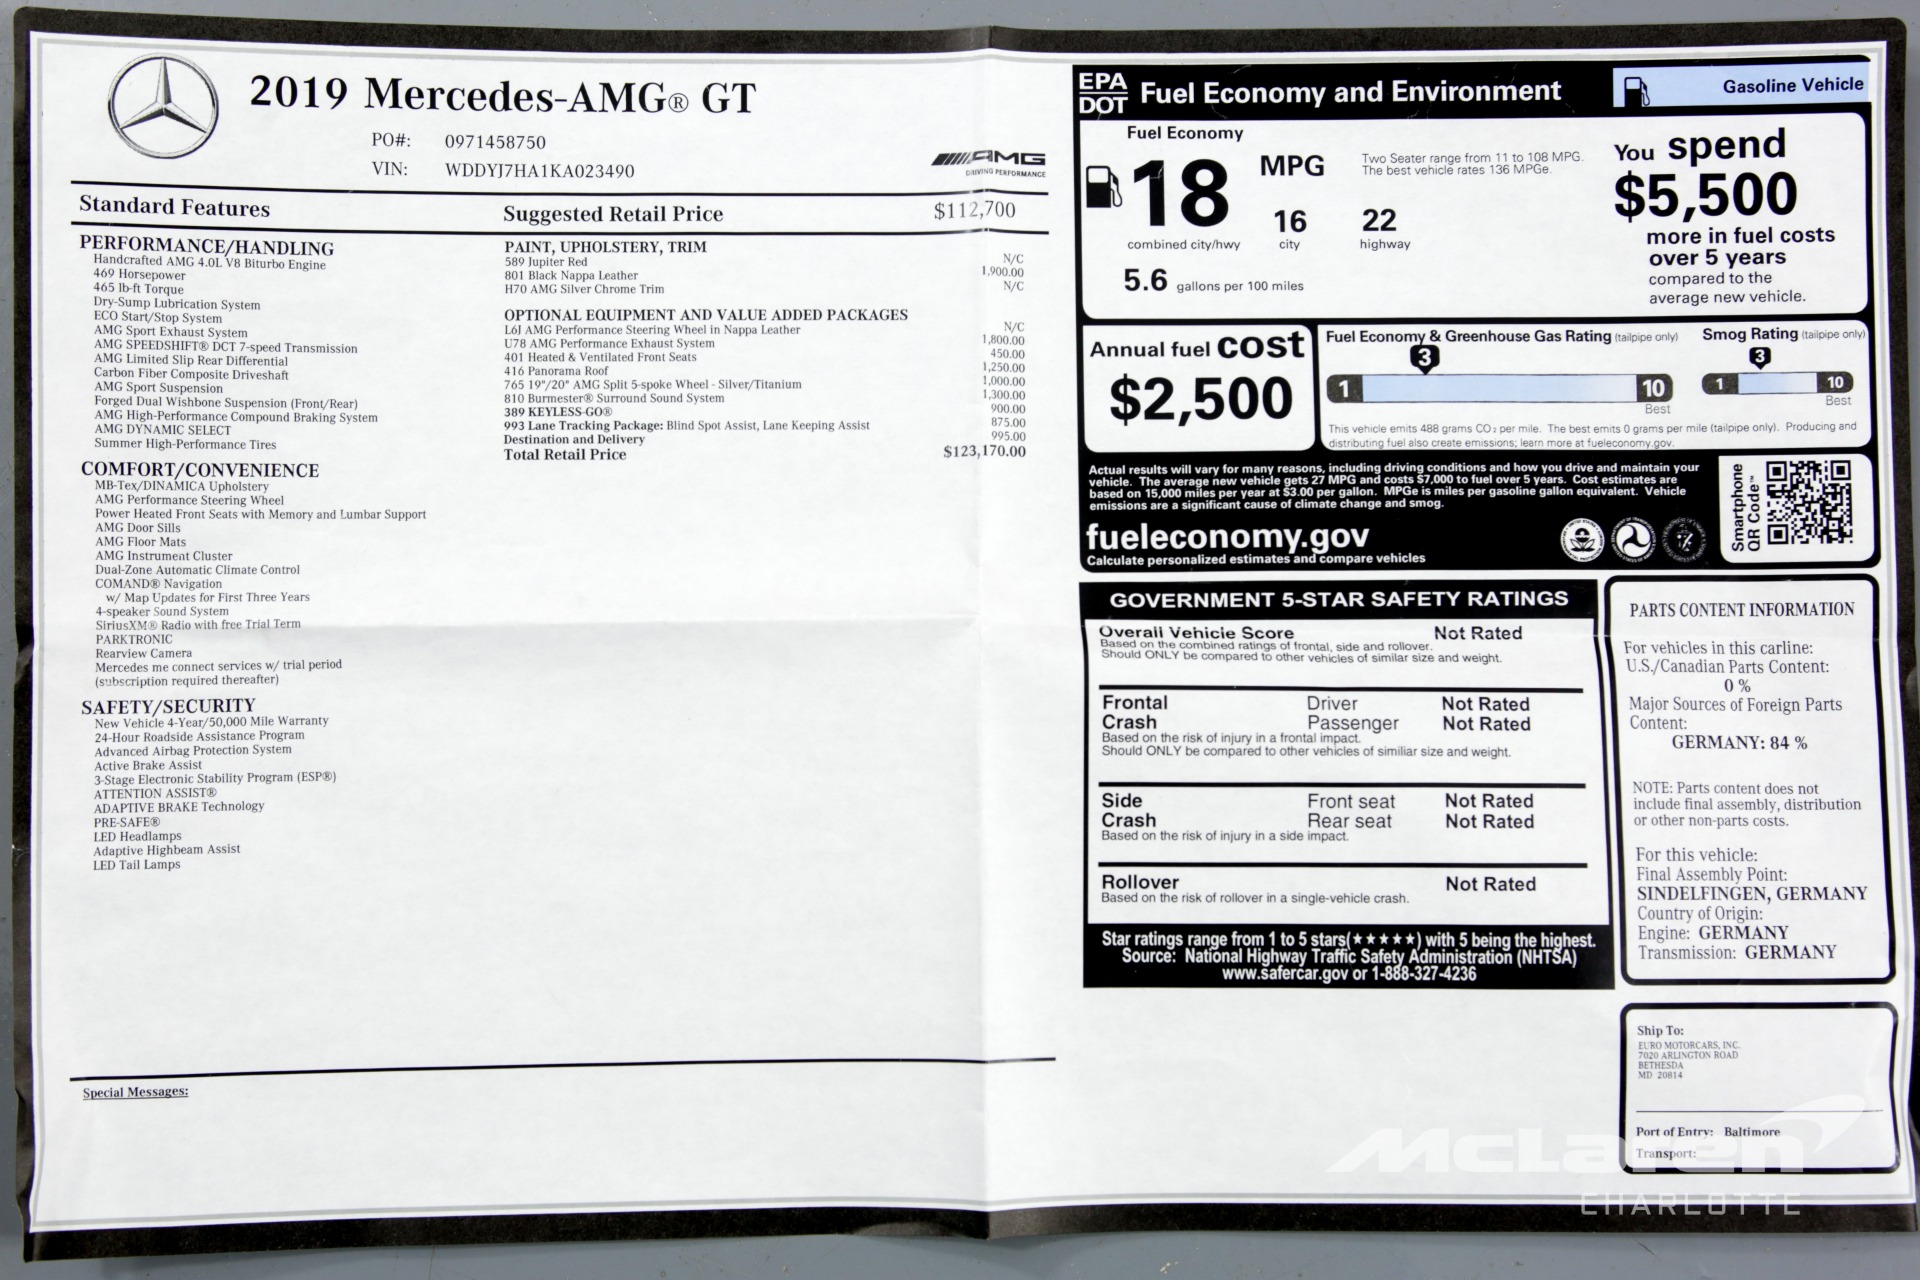 2019 Mercedes-AMG® GT
PO#: 0971458750
VIN: WDDYJ7HA1KA023490
AMG
DRIVING PERFORMANCE
Standard Features
Suggested Retail Price $112,700
PERFORMANCE/HANDLING
Handcrafted AMG 4.0L V8 Biturbo Engine
469 Horsepower
465 lb-ft Torque
Dry-Sump Lubrication System
ECO Start/Stop System
AMG Sport Exhaust System
AMG SPEEDSHIFT® DCT 7-speed Transmission
AMG Limited Slip Rear Differential
Carbon Fiber Composite Driveshaft
AMG Sport Suspension
Forged Dual Wishbone Suspension (Front/Rear)
AMG High-Performance Compound Braking System
AMG DYNAMIC SELECT
Summer High-Performance Tires
COMFORT/CONVENIENCE
MB-Tex/DINAMICA Upholstery
AMG Performance Steering Wheel
Power Heated Front Seats with Memory and Lumbar Support
AMG Door Sills
AMG Floor Mats
AMG Instrument Cluster
Dual-Zone Automatic Climate Control
COMAND® Navigation
w/ Map Updates for First Three Years
4-speaker Sound System
SiriusXM® Radio with free Trial Term
PARKTRONIC
Rearview Camera
Mercedes me connect services w/ trial period
(subscription required thereafter)
SAFETY/SECURITY
New Vehicle 4-Year/50,000 Mile Warranty
24-Hour Roadside Assistance Program
Advanced Airbag Protection System
Active Brake Assist
3-Stage Electronic Stability Program (ESP®)
ATTENTION ASSIST®
ADAPTIVE BRAKE Technology
PRE-SAFE®
LED Headlamps
Adaptive Highbeam Assist
LED Tail Lamps
PAINT, UPHOLSTERY, TRIM
589 Jupiter Red N/C
801 Black Nappa Leather 1,900.00
H70 AMG Silver Chrome Trim N/C
OPTIONAL EQUIPMENT AND VALUE ADDED PACKAGES
L6J AMG Performance Steering Wheel in Nappa Leather N/C
U78 AMG Performance Exhaust System 1,800.00
401 Heated & Ventilated Front Seats 450.00
416 Panorama Roof 1,250.00
765 19"/20" AMG Split 5-spoke Wheel - Silver/Titanium 1,000.00
810 Burmester® Surround Sound System 1,300.00
389 KEYLESS-GO® 900.00
993 Lane Tracking Package: Blind Spot Assist, Lane Keeping Assist 875.00
Destination and Delivery 995.00
Total Retail Price $123,170.00
Special Messages:
EPA
DOT
Fuel Economy and Environment
Gasoline Vehicle
Fuel Economy
18 MPG
combined city/hwy
16
city
22
highway
5.6 gallons per 100 miles
Two Seater range from 11 to 108 MPG.
The best vehicle rates 136 MPGe.
You spend
$5,500
more in fuel costs
over 5 years
compared to the
average new vehicle.
Annual fuel cost
$2,500
Fuel Economy & Greenhouse Gas Rating (tailpipe only)
3
1 10
Best
Smog Rating (tailpipe only)
3
1 10
Best
This vehicle emits 488 grams CO2 per mile. The best emits 0 grams per mile (tailpipe only). Producing and
distributing fuel also create emissions; learn more at fueleconomy.gov.
Actual results will vary for many reasons, including driving conditions and how you drive and maintain your
vehicle. The average new vehicle gets 27 MPG and costs $7,000 to fuel over 5 years. Cost estimates are
based on 15,000 miles per year at $3.00 per gallon. MPGe is miles per gasoline gallon equivalent. Vehicle
emissions are a significant cause of climate change and smog.
fueleconomy.gov
Calculate personalized estimates and compare vehicles
Smartphone
QR Code™
GOVERNMENT 5-STAR SAFETY RATINGS
Overall Vehicle Score Not Rated
Based on the combined ratings of frontal, side and rollover.
Should ONLY be compared to other vehicles of similar size and weight.
Frontal Driver Not Rated
Crash Passenger Not Rated
Based on the risk of injury in a frontal impact.
Should ONLY be compared to other vehicles of similiar size and weight.
Side Front seat Not Rated
Crash Rear seat Not Rated
Based on the risk of injury in a side impact.
Rollover Not Rated
Based on the risk of rollover in a single-vehicle crash.
Star ratings range from 1 to 5 stars(★★★★★) with 5 being the highest.
Source: National Highway Traffic Safety Administration (NHTSA)
www.safercar.gov or 1-888-327-4236
PARTS CONTENT INFORMATION
For vehicles in this carline:
U.S./Canadian Parts Content:
0 %
Major Sources of Foreign Parts
Content:
GERMANY: 84 %
NOTE: Parts content does not
include final assembly, distribution
or other non-parts costs.
For this vehicle:
Final Assembly Point:
SINDELFINGEN, GERMANY
Country of Origin:
Engine: GERMANY
Transmission: GERMANY
Ship To:
EURO MOTORCARS, INC.
7020 ARLINGTON ROAD
BETHESDA
MD 20814
Port of Entry: Baltimore
Transport:
McLaren
CHARLOTTE